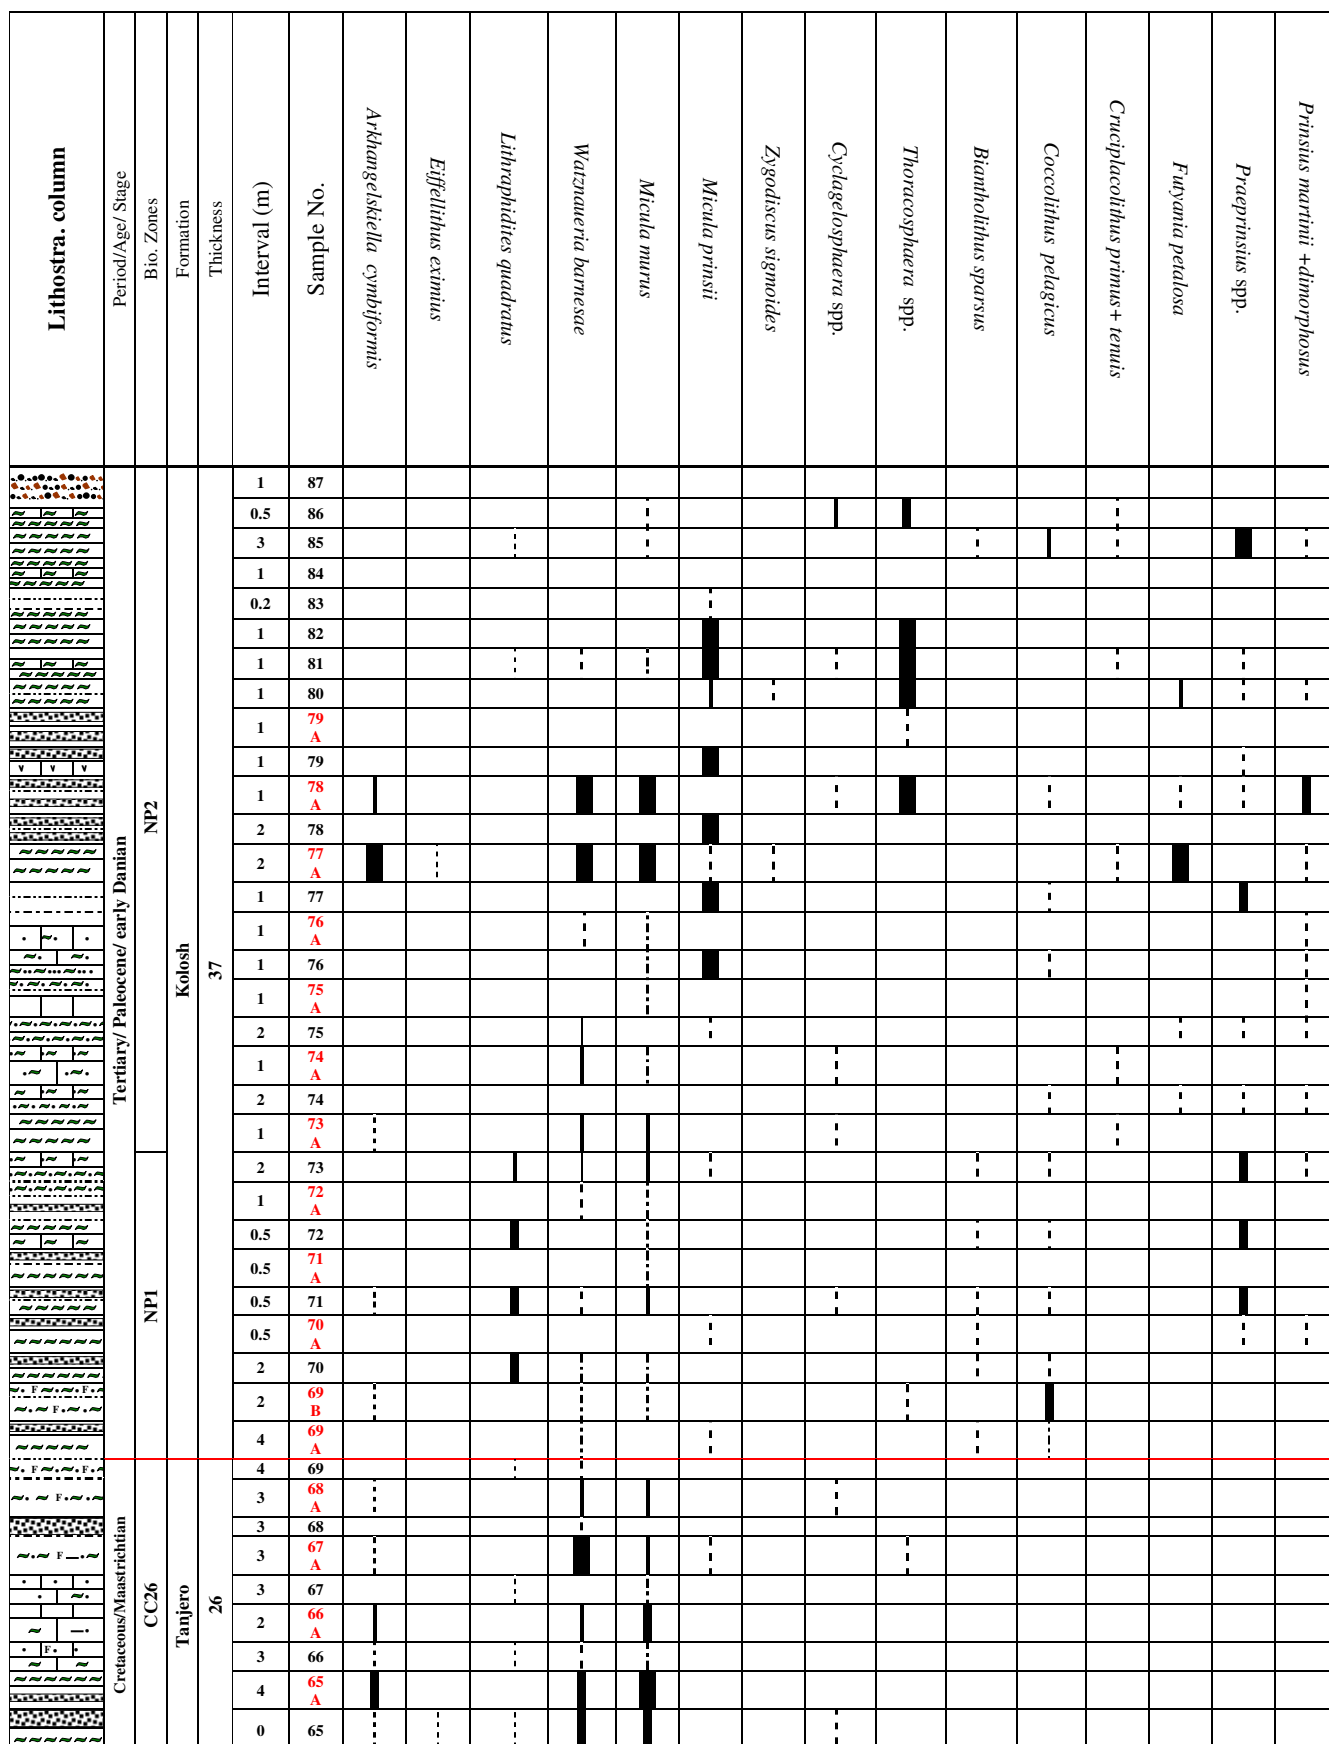 Lithostra. column
Period/Age/ Stage
Bio. Zones
Formation
Thickness
Interval (m)
Sample No.
Arkhangelskiella cymbiformis
Eiffellithus eximius
Lithraphidites quadratus
Watznaueria barnesae
Micula murus
Micula prinsii
Zygodiscus sigmoides
Cyclagelosphaera spp.
Thoracosphaera spp.
Biantholithus sparsus
Coccolithus pelagicus
Cruciplacolithus primus+ tenuis
Futyania petalosa
Praeprinsius spp.
Prinsius martinii +dimorphosus
Tertiary/ Paleocene/ early Danian
Cretaceous/Maastrichtian
NP2
NP1
CC26
Kolosh
Tanjero
37
26
1 87
0.5 86
3 85
1 84
0.2 83
1 82
1 81
1 80
1 79 A
1 79
v v v
1 78 A
2 78
2 77 A
1 77
1 76 A
1 76
1 75 A
2 75
1 74 A
2 74
1 73 A
2 73
1 72 A
0.5 72
0.5 71 A
0.5 71
0.5 70 A
2 70
F F
2 69 B
F
4 69 A
4 69
F F
3 68 A
F
3 68
3 67 A
F
3 67
2 66 A
3 66
F
4 65 A
0 65